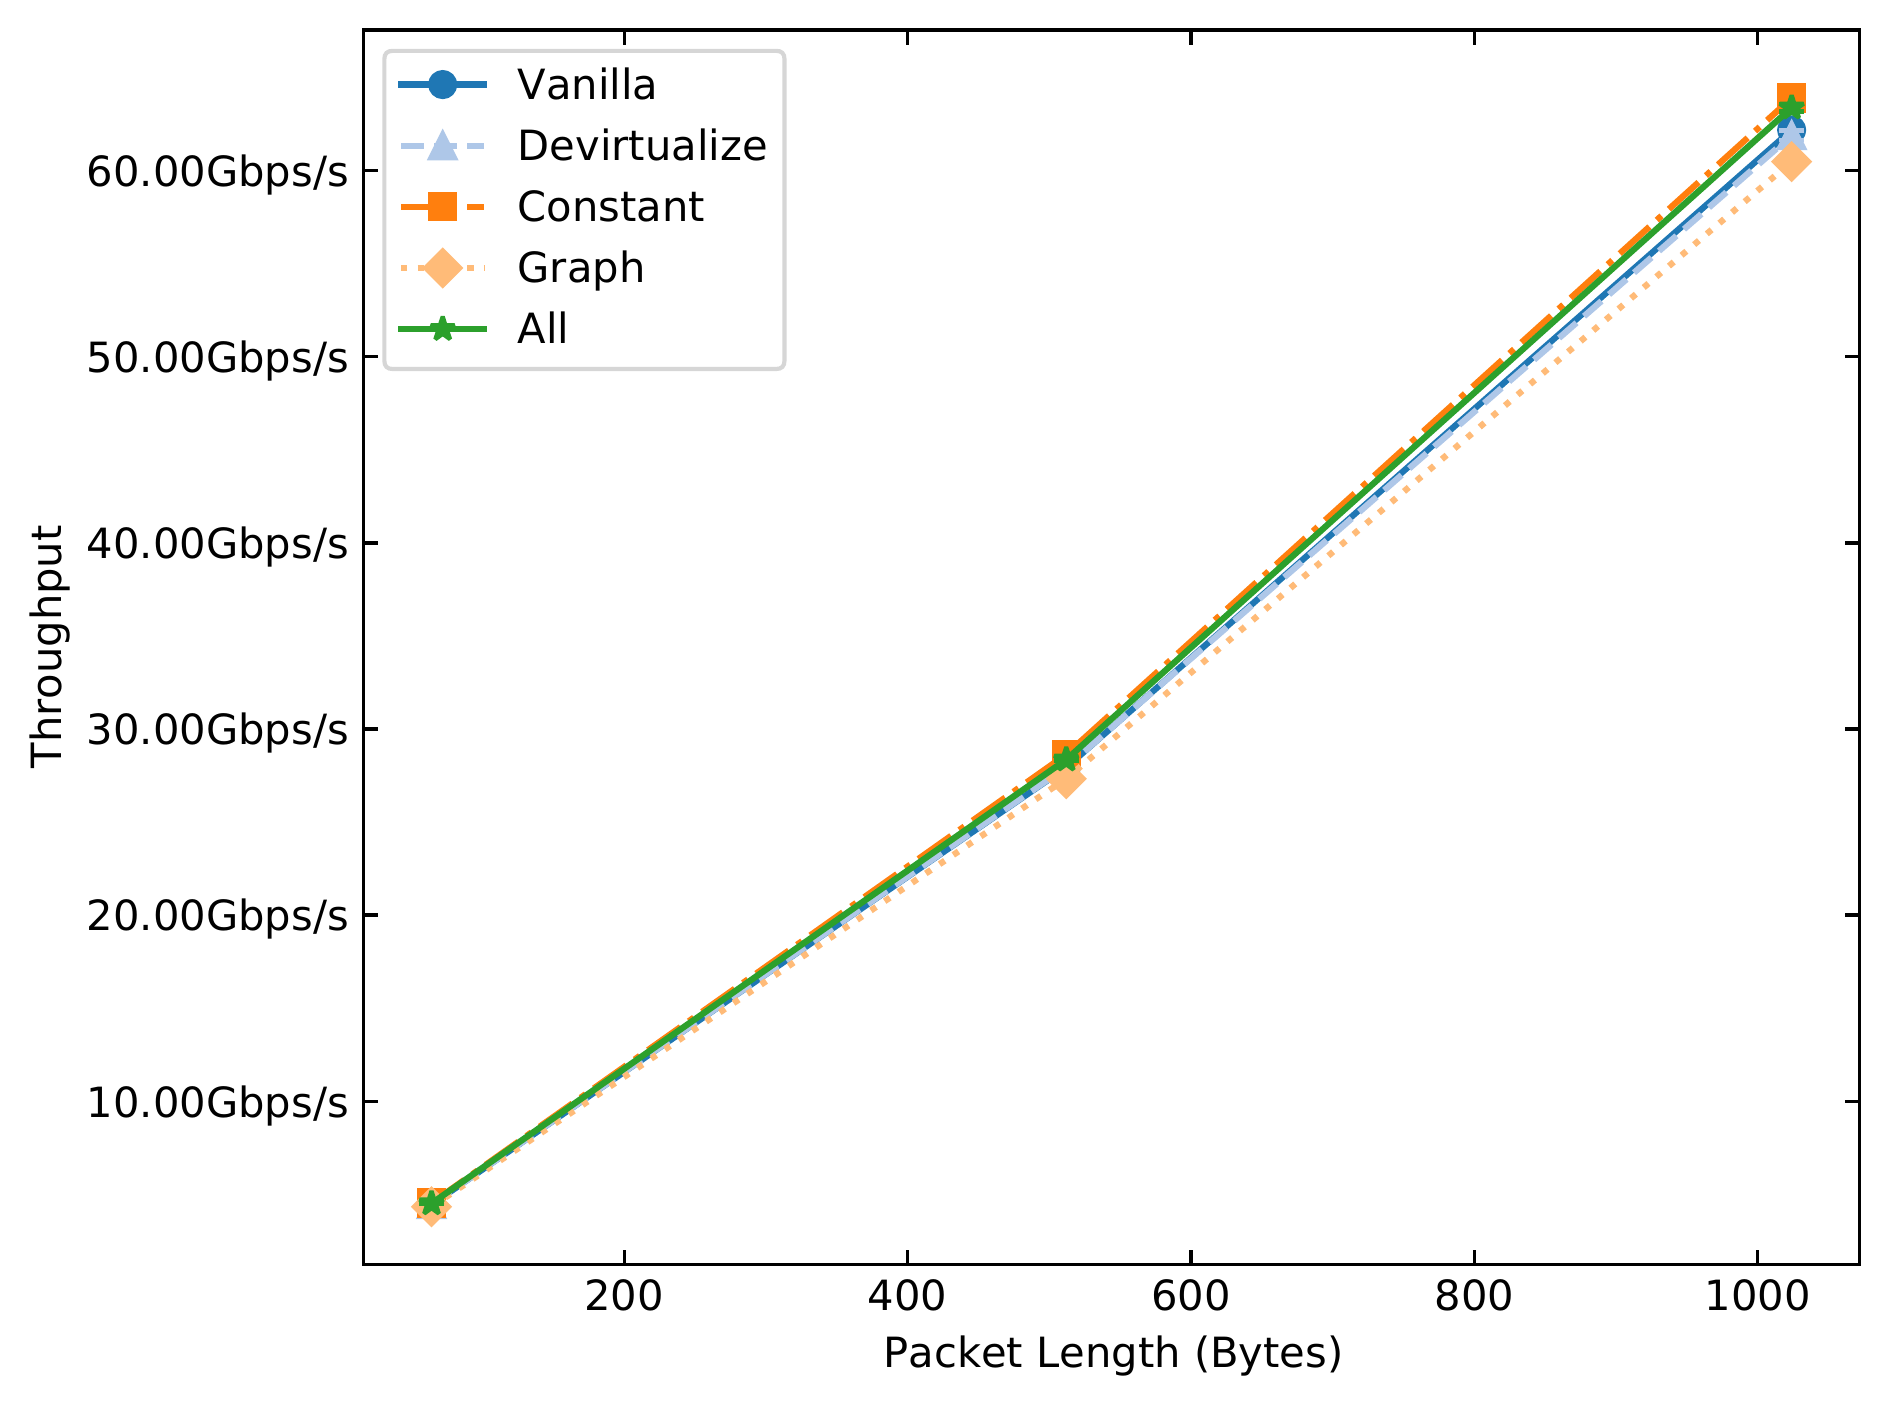 Vanilla
Devirtualize
Constant
Graph
All
60.00Gbps/s
50.00Gbps/s
40.00Gbps/s
30.00Gbps/s
20.00Gbps/s
10.00Gbps/s
Throughput
200 400 600 800 1000
Packet Length (Bytes)